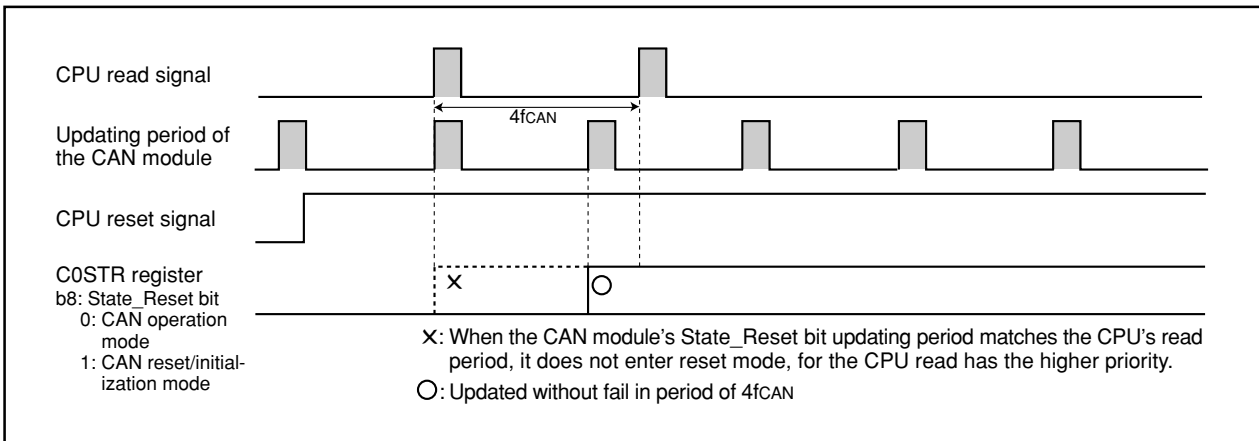 CPU read signal
4fCAN
Updating period of
the CAN module
CPU reset signal
C0STR register
b8: State_Reset bit
0: CAN operation
mode
1: CAN reset/initial-
ization mode
×: When the CAN module's State_Reset bit updating period matches the CPU's read
period, it does not enter reset mode, for the CPU read has the higher priority.
○: Updated without fail in period of 4fCAN